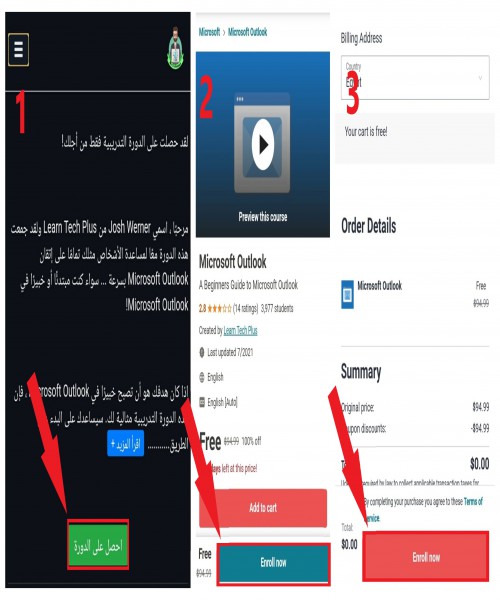 1
لقد حصلت على الدورة التدريبية فقط من أجلك!
مرحبًا ، اسمي Josh Werner من Learn Tech Plus ولقد جمعت
هذه الدورة معًا لمساعدة الأشخاص مثلك تمامًا على إتقان
Microsoft Outlook بسرعة ... سواء كنت مبتدئًا أو خبيرًا في
Microsoft Outlook!
إذا كان هدفك هو أن تصبح خبيرًا في Microsoft Outlook ، فإن
هذه الدورة التدريبية مثالية لك. سيساعدك على البدء
الطريق........... اقرأ المزيد +
احصل على الدورة
2
Microsoft > Microsoft Outlook
Preview this course
Microsoft Outlook
A Beginners Guide to Microsoft Outlook
2.8 (14 ratings) 3,977 students
Created by Learn Tech Plus
Last updated 7/2021
English
English [Auto]
Free $94.99 100% off
days left at this price!
Add to cart
Free
$94.99
Enroll now
3
Billing Address
Country
Egypt
Your cart is free!
Order Details
Microsoft Outlook Free
$94.99
Summary
Original price: $94.99
Coupon discounts: -$94.99
$0.00
required by law to collect applicable transaction taxes for
By completing your purchase you agree to these Terms of
Service.
Total:
$0.00
Enroll now